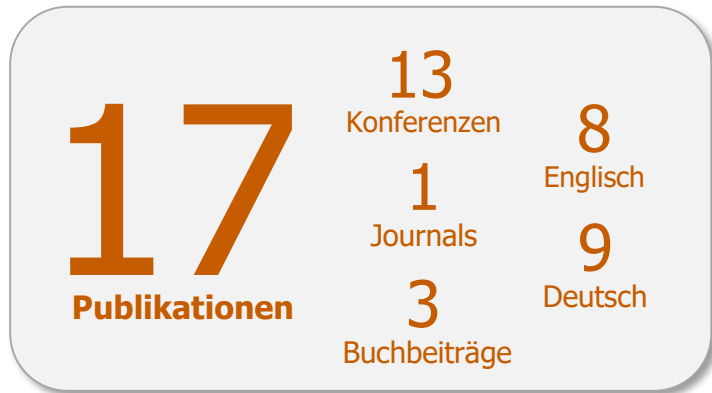 17
Publikationen
13
Konferenzen
1
Journals
3
Buchbeiträge
8
Englisch
9
Deutsch